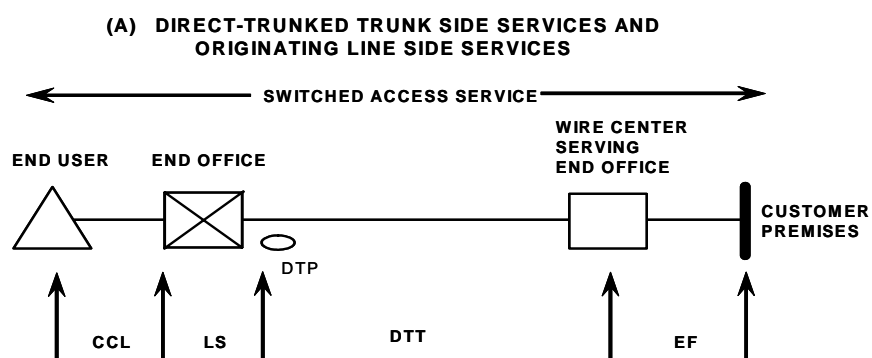 (A) DIRECT-TRUNKED TRUNK SIDE SERVICES AND
ORIGINATING LINE SIDE SERVICES
SWITCHED ACCESS SERVICE
WIRE CENTER
SERVING
END OFFICE
END USER
END OFFICE
CUSTOMER
PREMISES
DTP
CCL
LS
DTT
EF